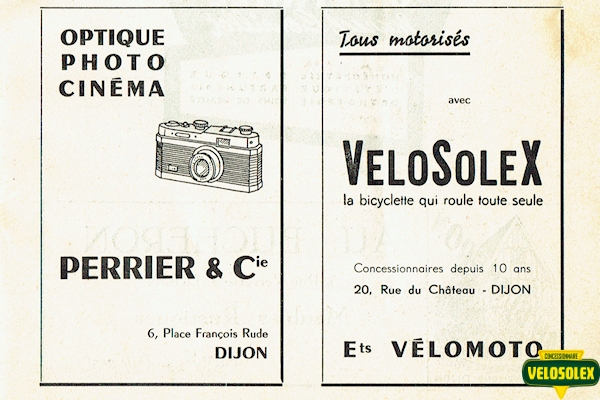 OPTIQUE
PHOTO
CINÉMA
PERRIER & Cie
6, Place François Rude
DIJON
Tous motorisés
avec
VELOSOLEX
la bicyclette qui roule toute seule
Concessionnaires depuis 10 ans
20, Rue du Château - DIJON
Ets VÉLOMOTO
CONCESSIONNAIRE
VELOSOLEX